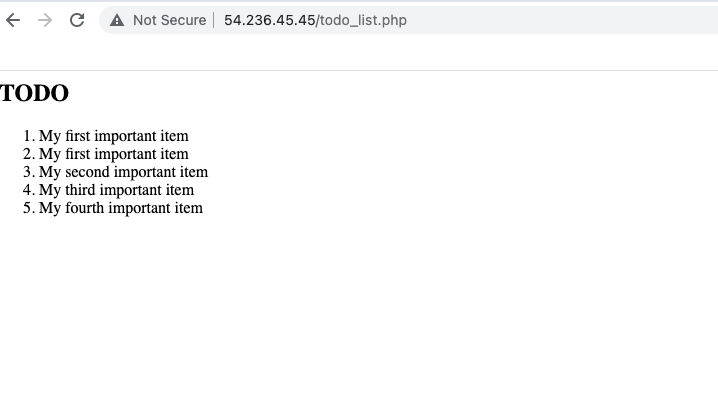 Not Secure 54.236.45.45/todo_list.php
TODO
1. My first important item
2. My first important item
3. My second important item
4. My third important item
5. My fourth important item